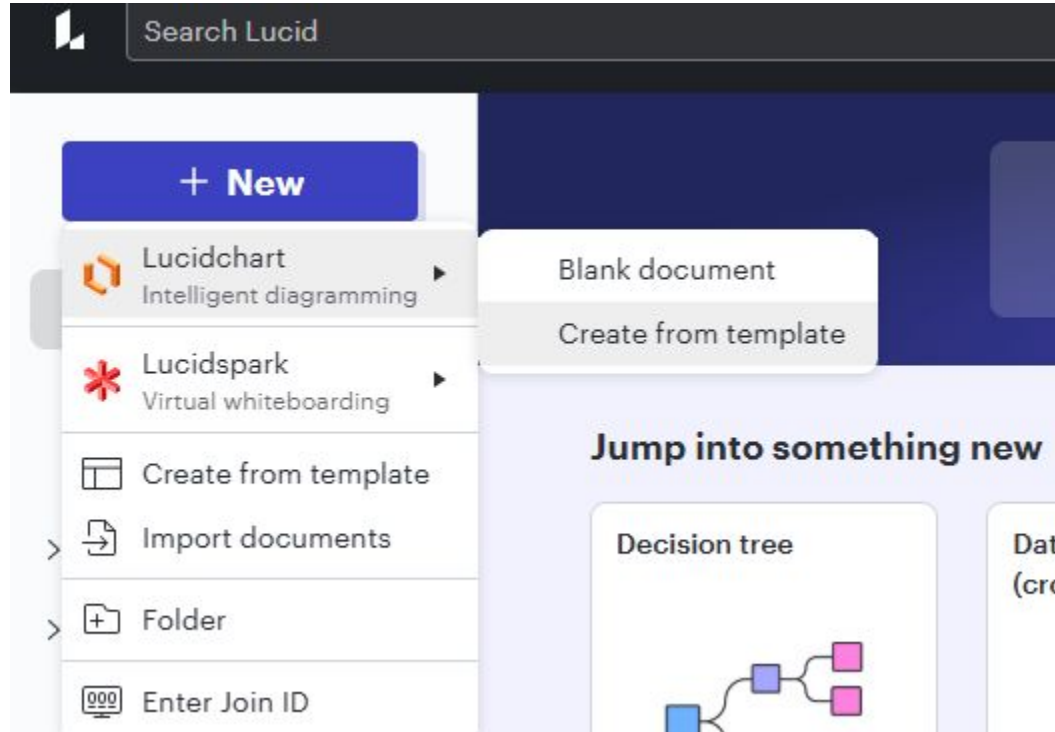 Search Lucid
+ New
Lucidchart
Intelligent diagramming
Blank document
Create from template
Lucidspark
Virtual whiteboarding
Create from template
Import documents
Folder
Enter Join ID
Jump into something new
Decision tree